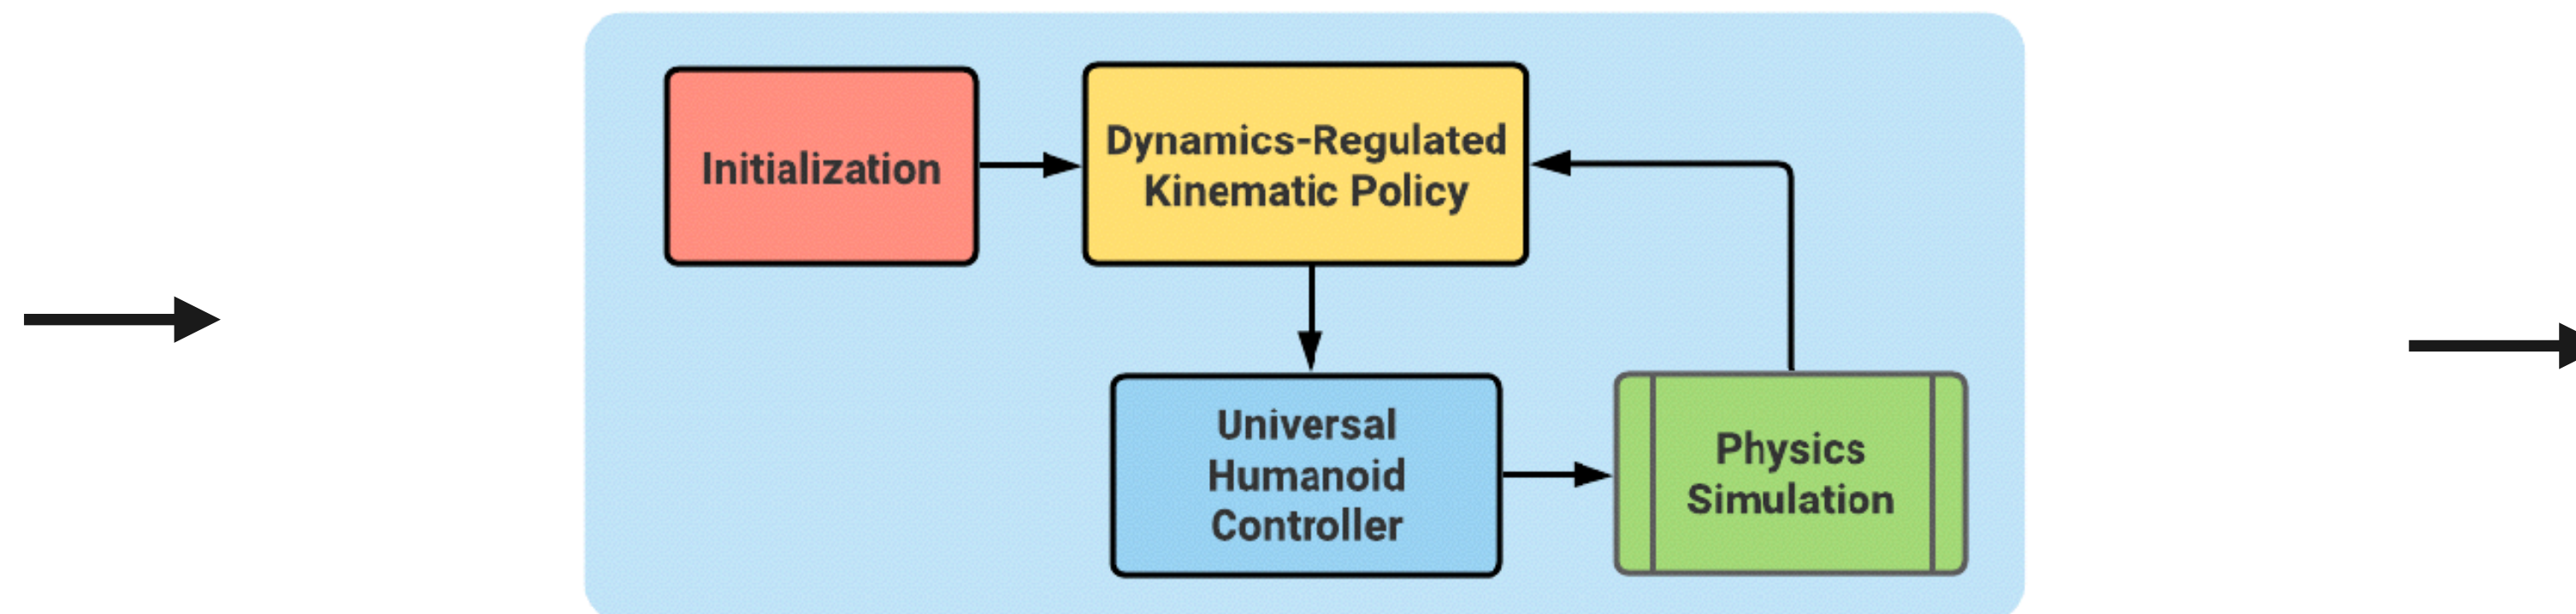 Initialization
Dynamics-Regulated
Kinematic Policy
Universal
Humanoid
Controller
Physics
Simulation